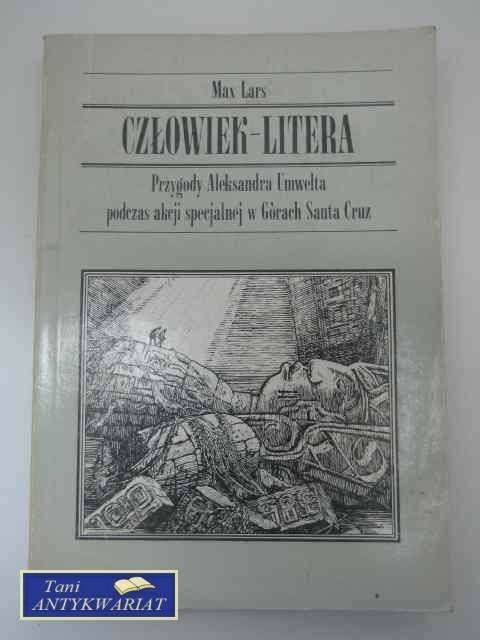 Max Lars
CZŁOWIEK-LITERA
Przygody Aleksandra Umwelta
podczas akcji specjalnej w Górach Santa Cruz
Tani
ANTYKWARIAT